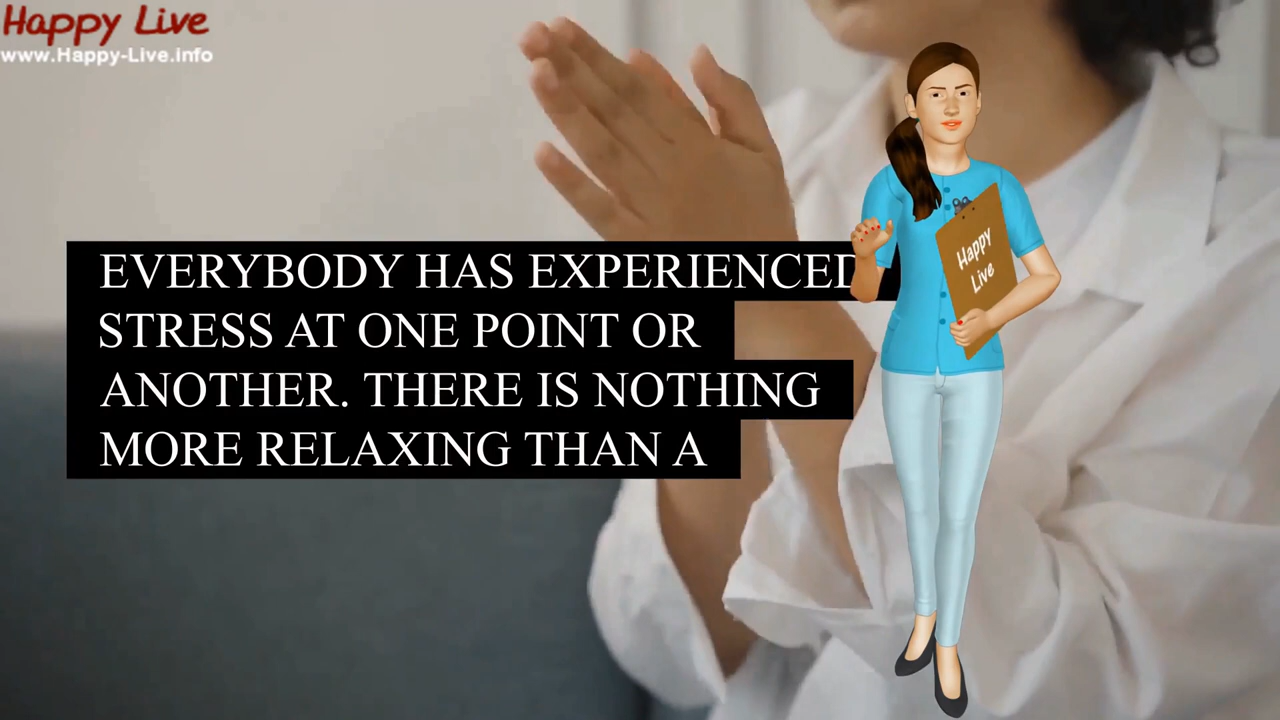 Happy Live
www.Happy-Live.info
EVERYBODY HAS EXPERIENCED
STRESS AT ONE POINT OR
ANOTHER. THERE IS NOTHING
MORE RELAXING THAN A
Happy
Live